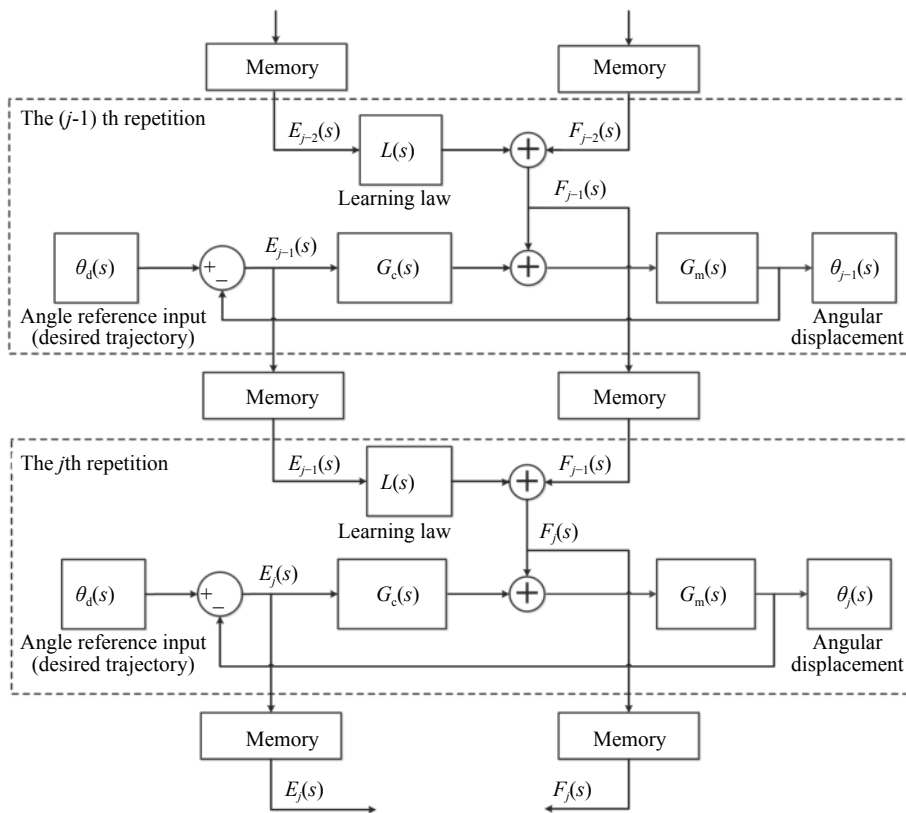 Memory
Memory
The (j-1) th repetition
E_{j−2}(s)
F_{j−2}(s)
L(s)
Learning law
F_{j−1}(s)
θ_d(s)
+
−
E_{j−1}(s)
G_c(s)
G_m(s)
θ_{j−1}(s)
Angle reference input
(desired trajectory)
Angular
displacement
Memory
Memory
The jth repetition
E_{j−1}(s)
F_{j−1}(s)
L(s)
Learning law
F_j(s)
θ_d(s)
+
−
E_j(s)
G_c(s)
G_m(s)
θ_j(s)
Angle reference input
(desired trajectory)
Angular
displacement
Memory
Memory
E_j(s)
F_j(s)